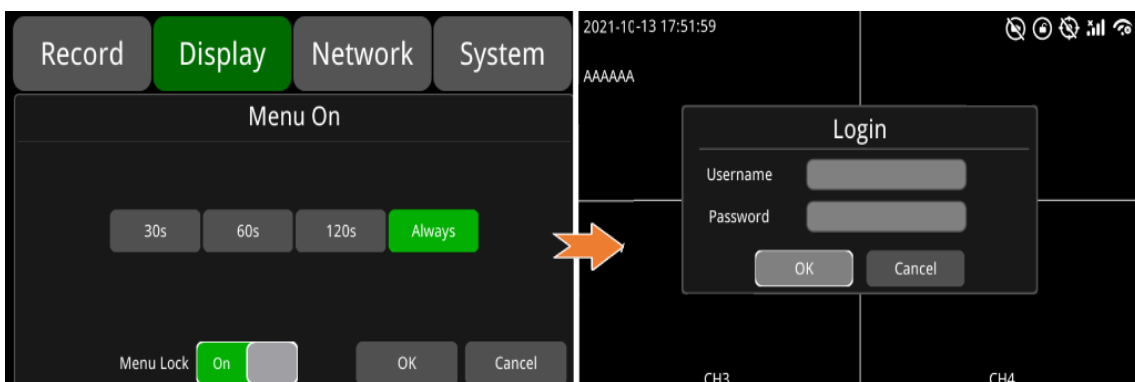 Record Display Network System
Menu On
30s 60s 120s Always
Menu Lock On OK Cancel
2021-10-13 17:51:59
AAAAAA
Login
Username
Password
OK Cancel
CH3 CH4